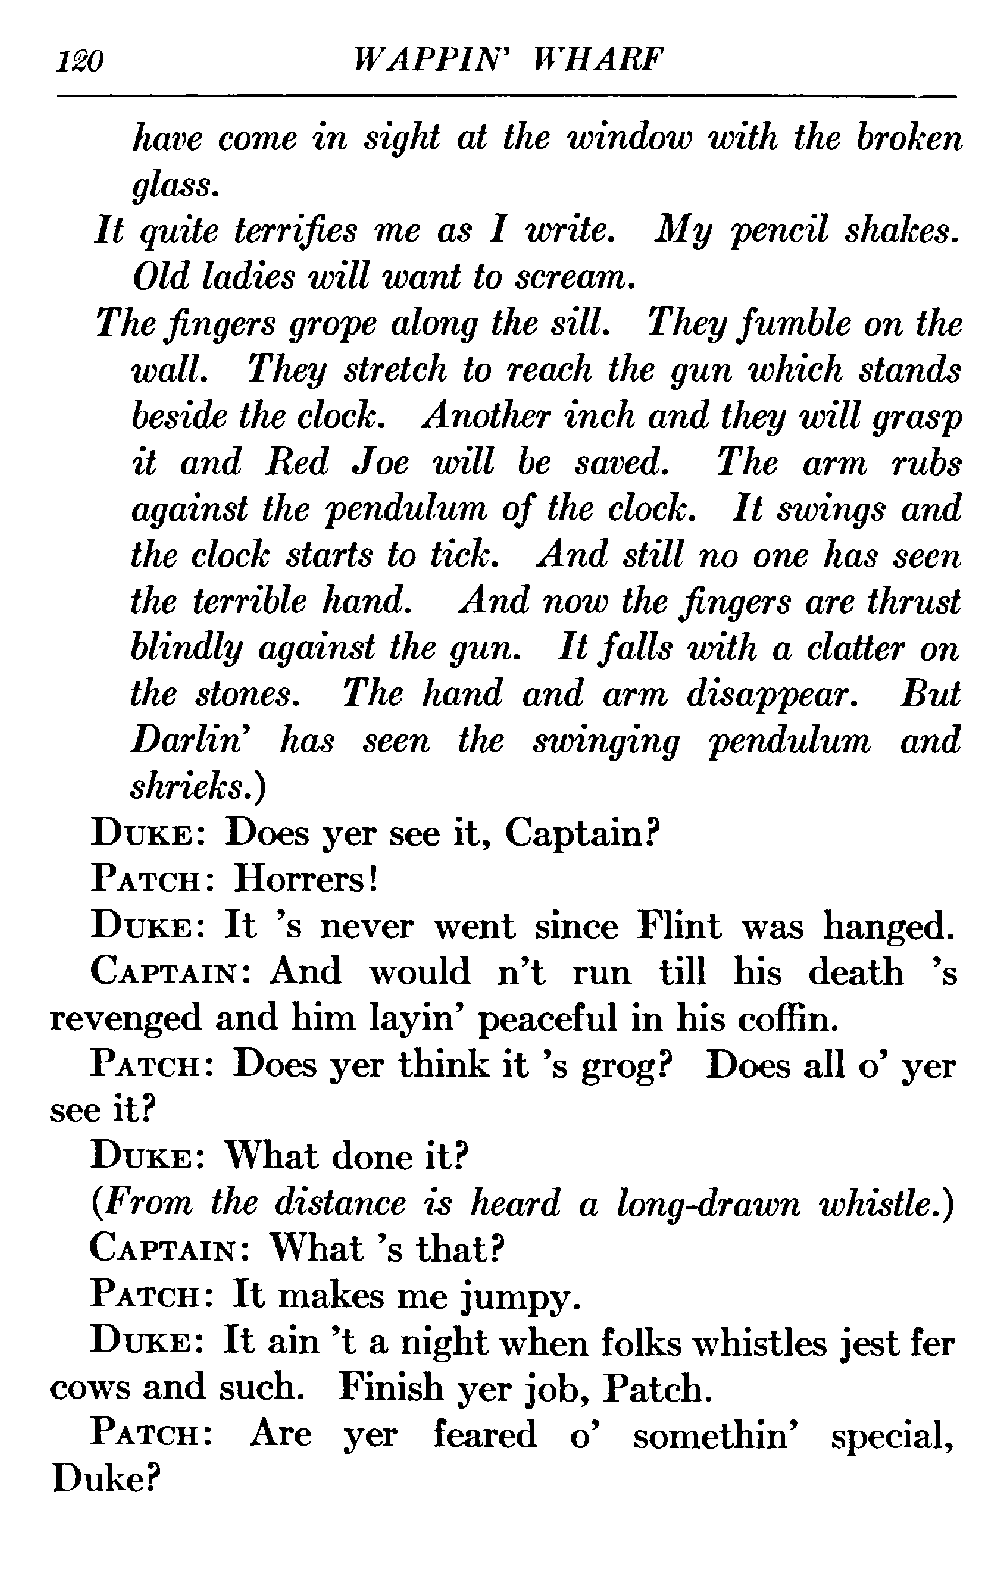 120 WAPPIN' WHARF
have come in sight at the window with the broken
glass.
It quite terrifies me as I write. My pencil shakes.
Old ladies will want to scream.
The fingers grope along the sill. They fumble on the
wall. They stretch to reach the gun which stands
beside the clock. Another inch and they will grasp
it and Red Joe will be saved. The arm rubs
against the pendulum of the clock. It swings and
the clock starts to tick. And still no one has seen
the terrible hand. And now the fingers are thrust
blindly against the gun. It falls with a clatter on
the stones. The hand and arm disappear. But
Darlin' has seen the swinging pendulum and
shrieks.)
DUKE: Does yer see it, Captain?
PATCH: Horrers!
DUKE: It 's never went since Flint was hanged.
CAPTAIN: And would n't run till his death 's
revenged and him layin' peaceful in his coffin.
PATCH: Does yer think it 's grog? Does all o' yer
see it?
DUKE: What done it?
(From the distance is heard a long-drawn whistle.)
CAPTAIN: What 's that?
PATCH: It makes me jumpy.
DUKE: It ain 't a night when folks whistles jest fer
cows and such. Finish yer job, Patch.
PATCH: Are yer feared o' somethin' special,
Duke?